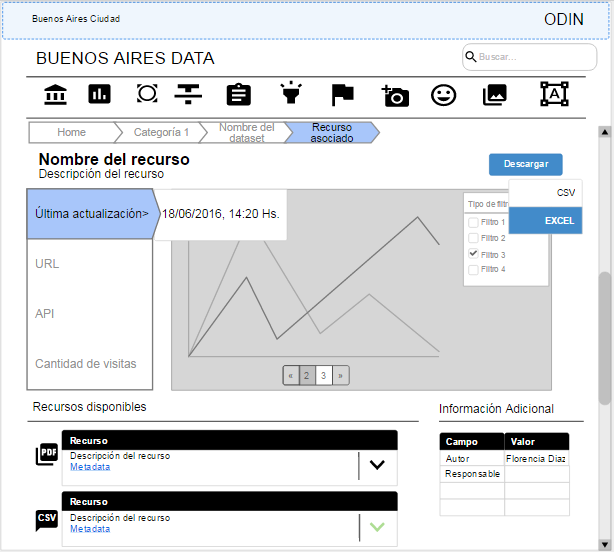 Buenos Aires Ciudad
ODIN
BUENOS AIRES DATA
Buscar...
Home
Categoría 1
Nombre del
dataset
Recurso
asociado
Nombre del recurso
Descripción del recurso
Descargar
CSV
EXCEL
Última actualización>
18/06/2016, 14:20 Hs.
URL
API
Cantidad de visitas
Tipo de filtro
Filtro 1
Filtro 2
Filtro 3
Filtro 4
« 2 3 »
Recursos disponibles
Información Adicional
PDF
Recurso
Descripción del recurso
Metadata
CSV
Recurso
Descripción del recurso
Metadata
Campo Valor
Autor Florencia Diaz
Responsable